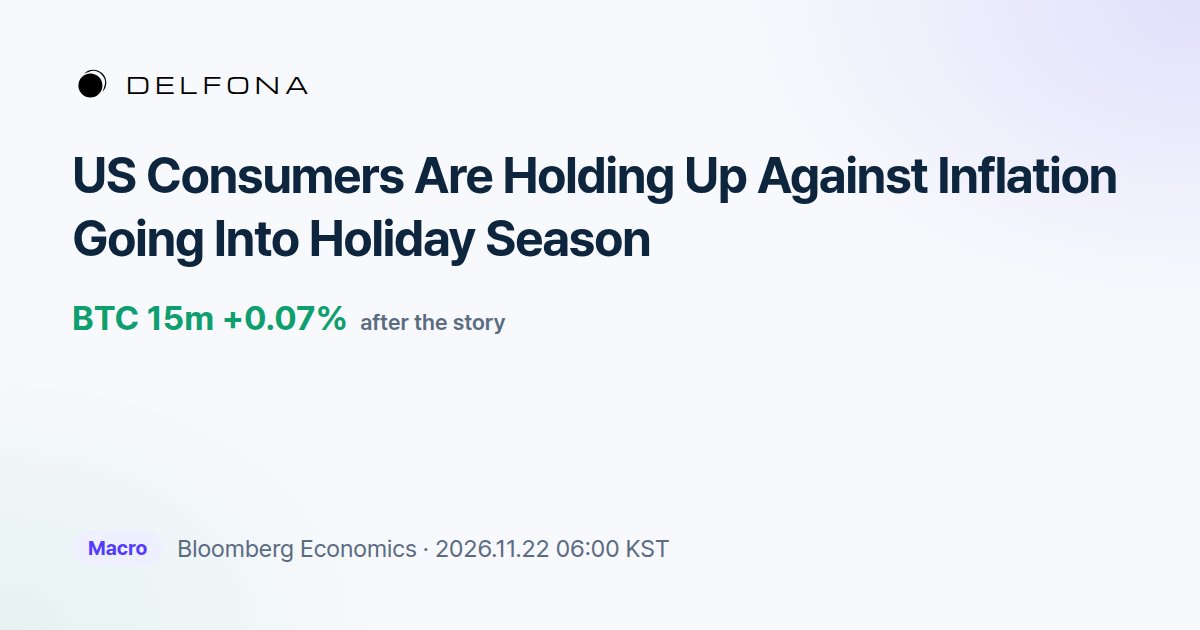 DELFONA
US Consumers Are Holding Up Against Inflation
Going Into Holiday Season
BTC 15m +0.07% after the story
Macro Bloomberg Economics · 2026.11.22 06:00 KST